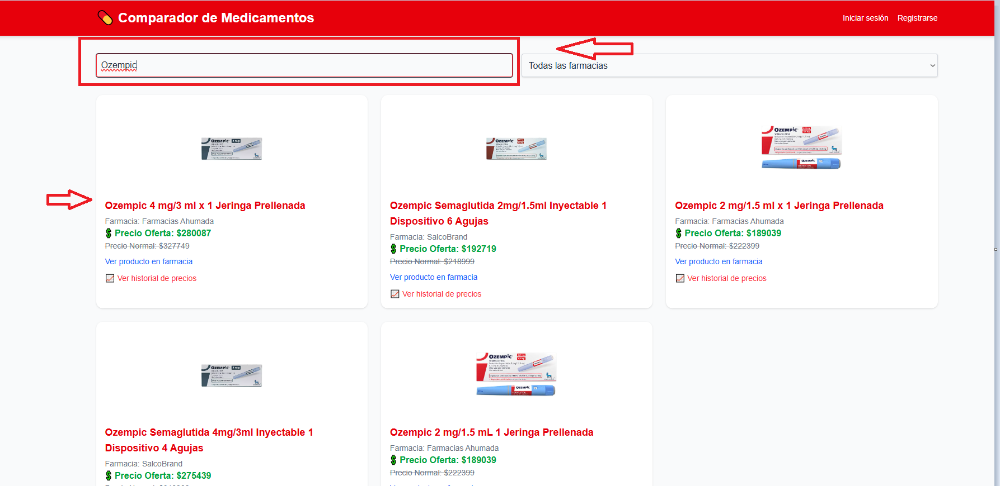 Comparador de Medicamentos
Iniciar sesión
Registrarse
Ozempic
Todas las farmacias
Ozempic 4 mg/3 ml x 1 Jeringa Prellenada
Farmacia: Farmacias Ahumada
Precio Oferta: $280087
Precio Normal: $327749
Ver producto en farmacia
Ver historial de precios
Ozempic Semaglutida 2mg/1.5ml Inyectable 1
Dispositivo 6 Agujas
Farmacia: SalcoBrand
Precio Oferta: $192719
Precio Normal: $218999
Ver producto en farmacia
Ver historial de precios
OZEMPIC
Ozempic 2 mg/1.5 ml x 1 Jeringa Prellenada
Farmacia: Farmacias Ahumada
Precio Oferta: $189039
Precio Normal: $222399
Ver producto en farmacia
Ver historial de precios
Ozempic Semaglutida 4mg/3ml Inyectable 1
Dispositivo 4 Agujas
Farmacia: SalcoBrand
Precio Oferta: $275439
OZEMPIC
Ozempic 2 mg/1.5 mL 1 Jeringa Prellenada
Farmacia: Farmacias Ahumada
Precio Oferta: $189039
Precio Normal: $222399